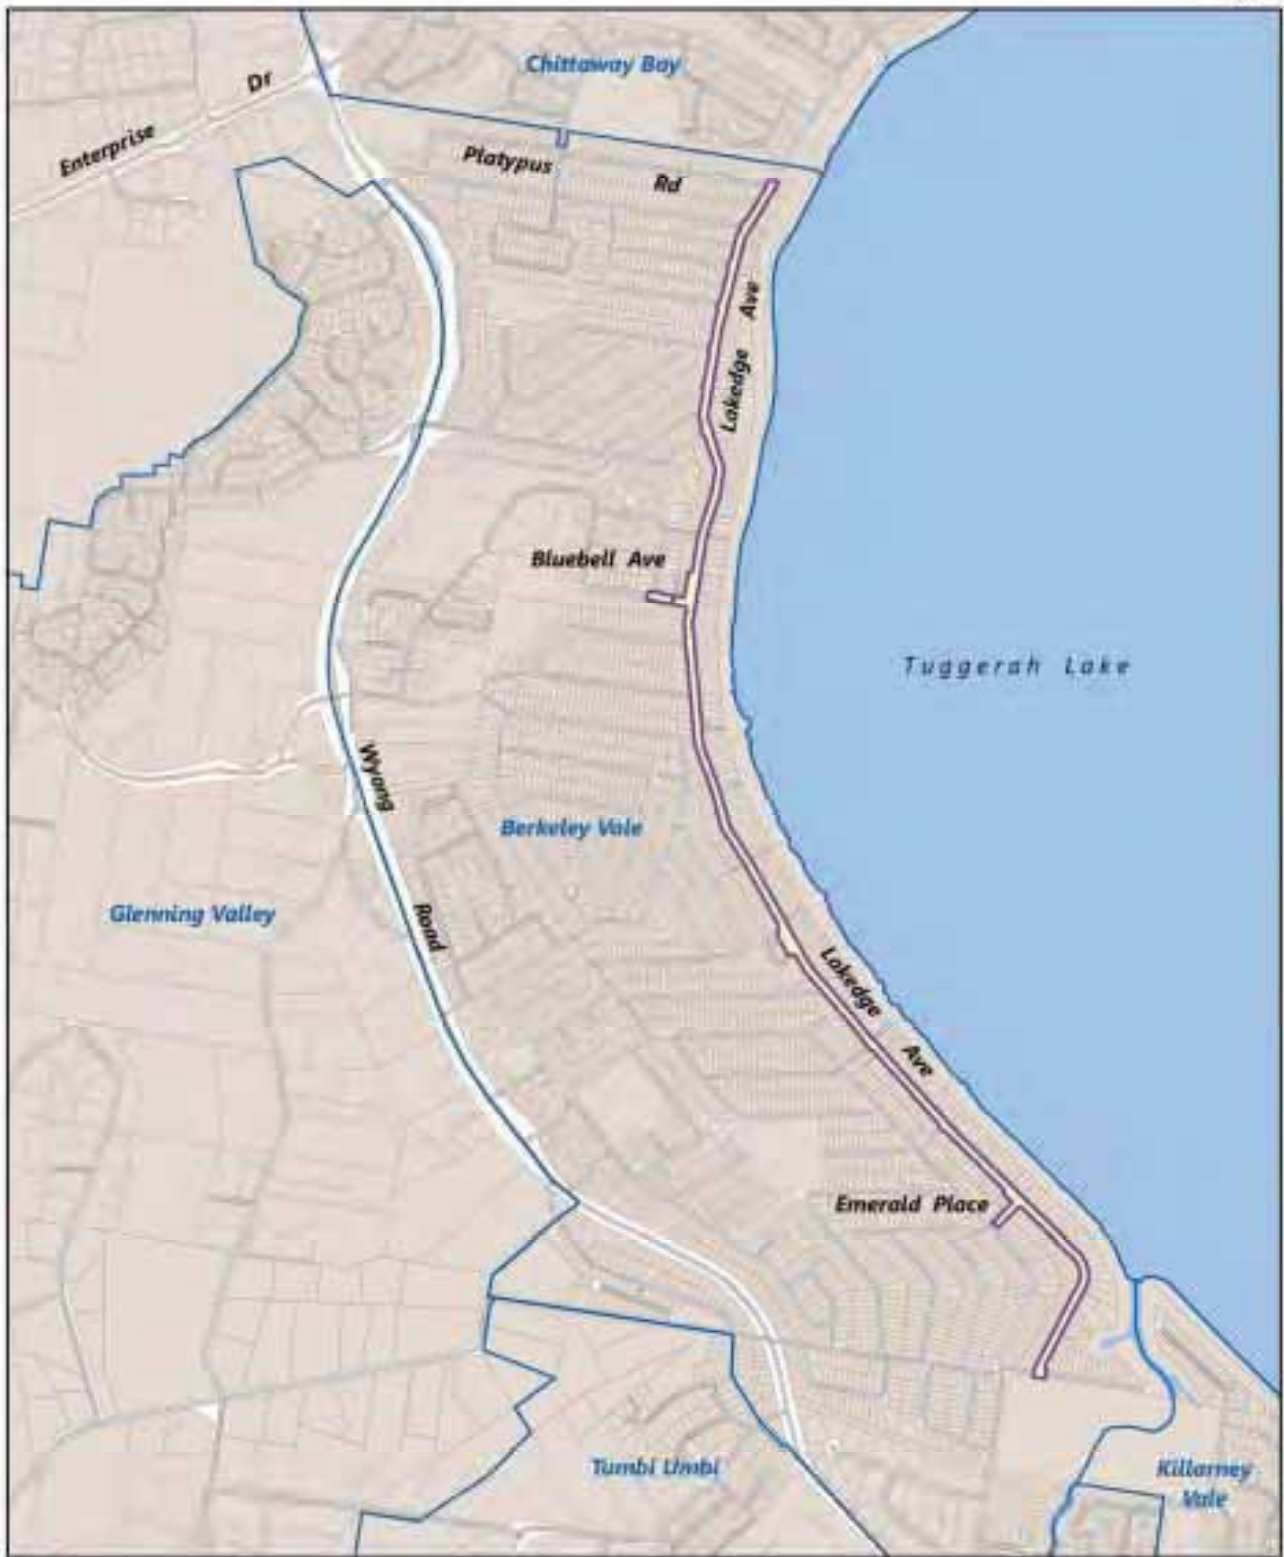 Chittaway Bay
Enterprise Dr
Platypus Rd
Lakedge Ave
Bluebell Ave
Tuggerah Lake
Wyong Road
Berkeley Vale
Glenning Valley
Lakedge Ave
Emerald Place
Tumbi Umbi
Killarney
Vale